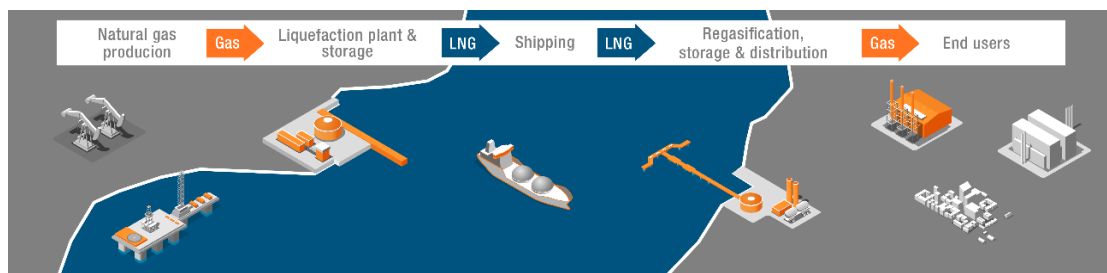 Natural gas
producion
Gas
Liquefaction plant &
storage
LNG
Shipping
LNG
Regasification,
storage & distribution
Gas
End users